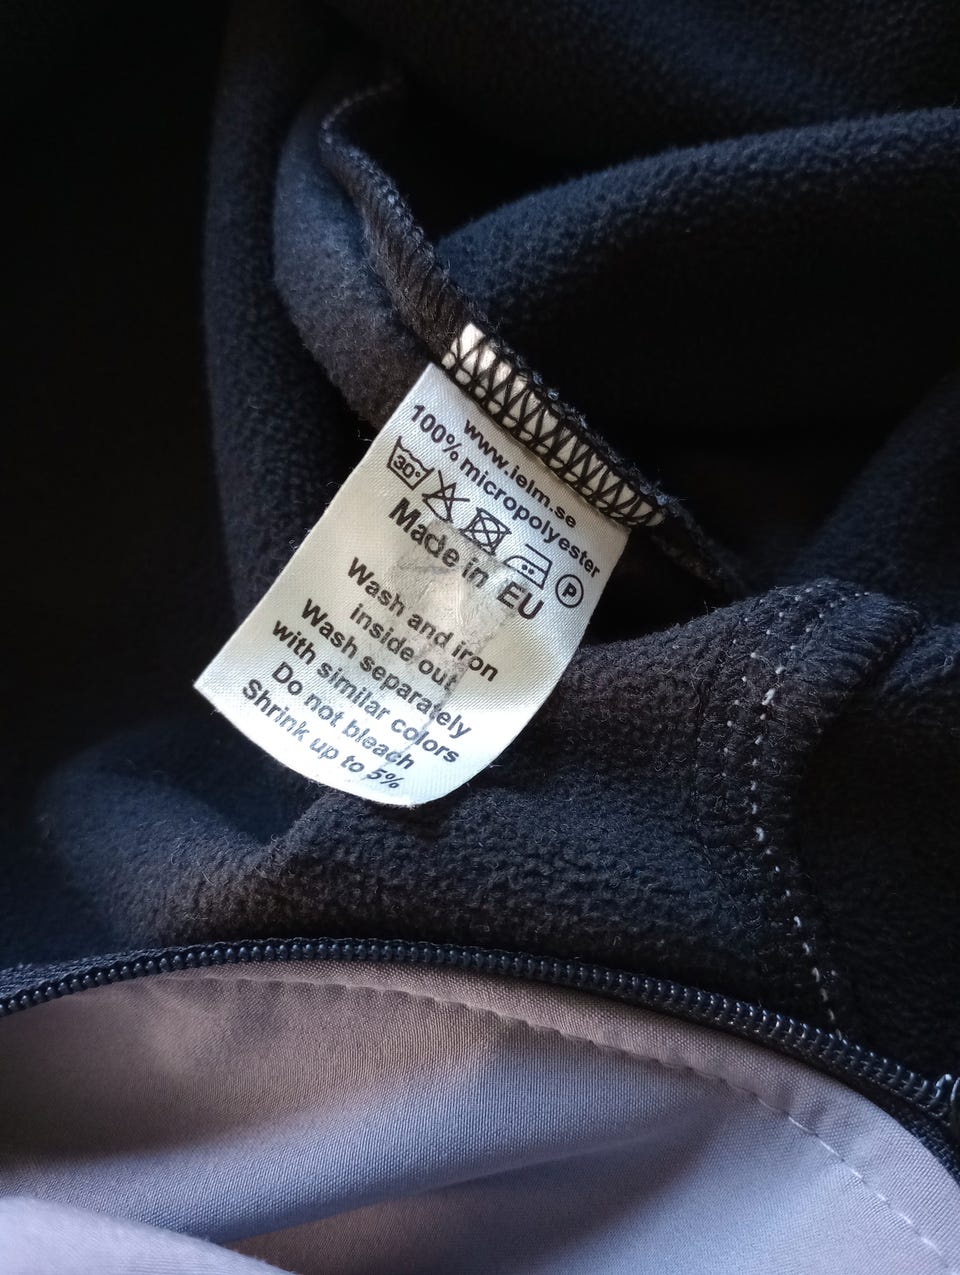 www.ielm.se
100% micropolyester
30° P
Made in EU
Wash and iron
inside out
Wash separately
with similar colors
Do not bleach
Shrink up to 5%